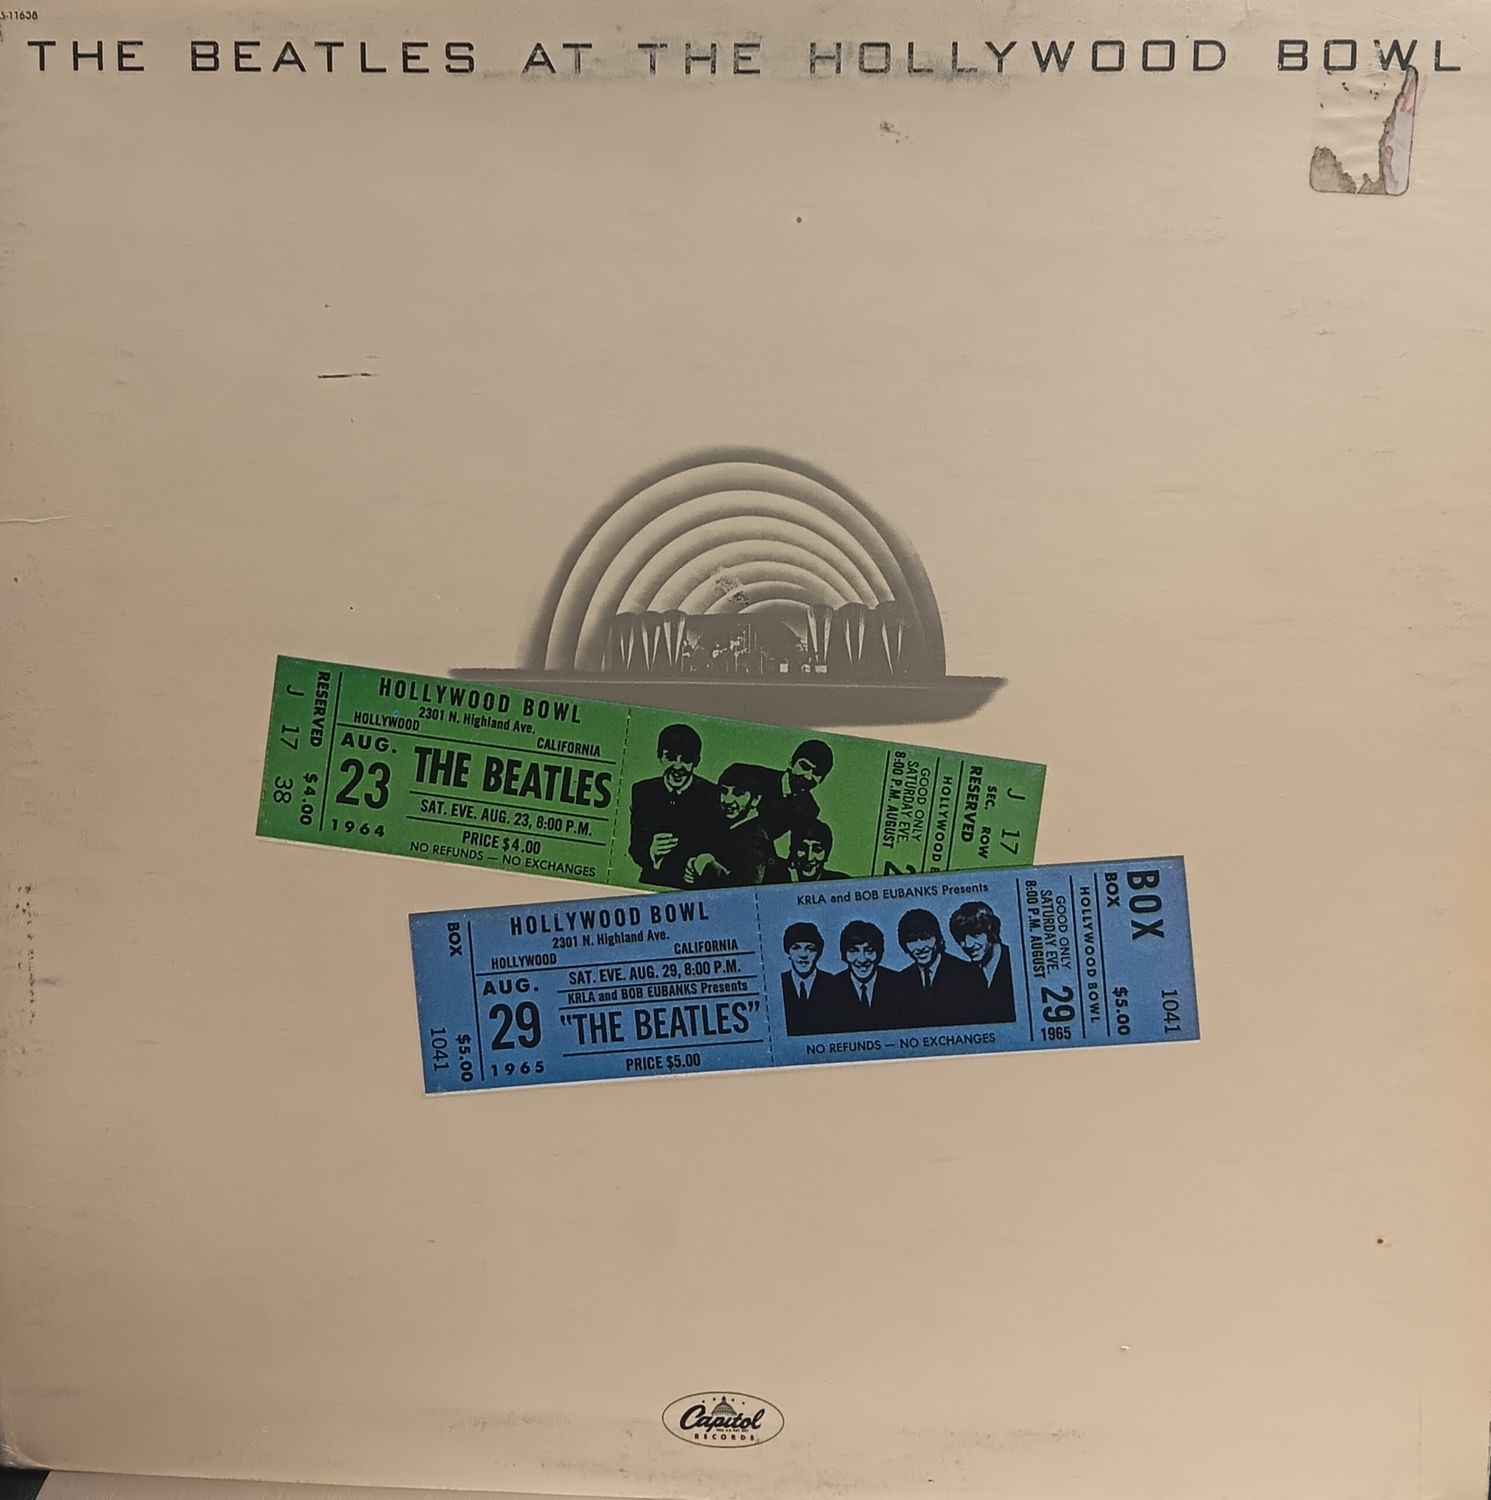 S-11638
THE BEATLES AT THE HOLLYWOOD BOWL
RESERVED $4.00
J 17 38
HOLLYWOOD BOWL
2301 N. Highland Ave.
HOLLYWOOD CALIFORNIA
AUG.
23
1964
THE BEATLES
SAT. EVE. AUG. 23, 8:00 P.M.
PRICE $4.00
NO REFUNDS — NO EXCHANGES
GOOD ONLY
SATURDAY EVE.
8:00 P.M. AUGUST
2
HOLLYWOOD B
RESERVED
SEC. ROW
J 17
BOX $5.00
1041
HOLLYWOOD BOWL
2301 N. Highland Ave.
HOLLYWOOD CALIFORNIA
AUG.
29
1965
SAT. EVE. AUG. 29, 8:00 P.M.
KRLA and BOB EUBANKS Presents
"THE BEATLES"
PRICE $5.00
KRLA and BOB EUBANKS Presents
NO REFUNDS — NO EXCHANGES
GOOD ONLY
SATURDAY EVE.
8:00 P.M. AUGUST
29
1965
HOLLYWOOD BOWL
BOX $5.00
BOX 1041
Capitol
RECORDS